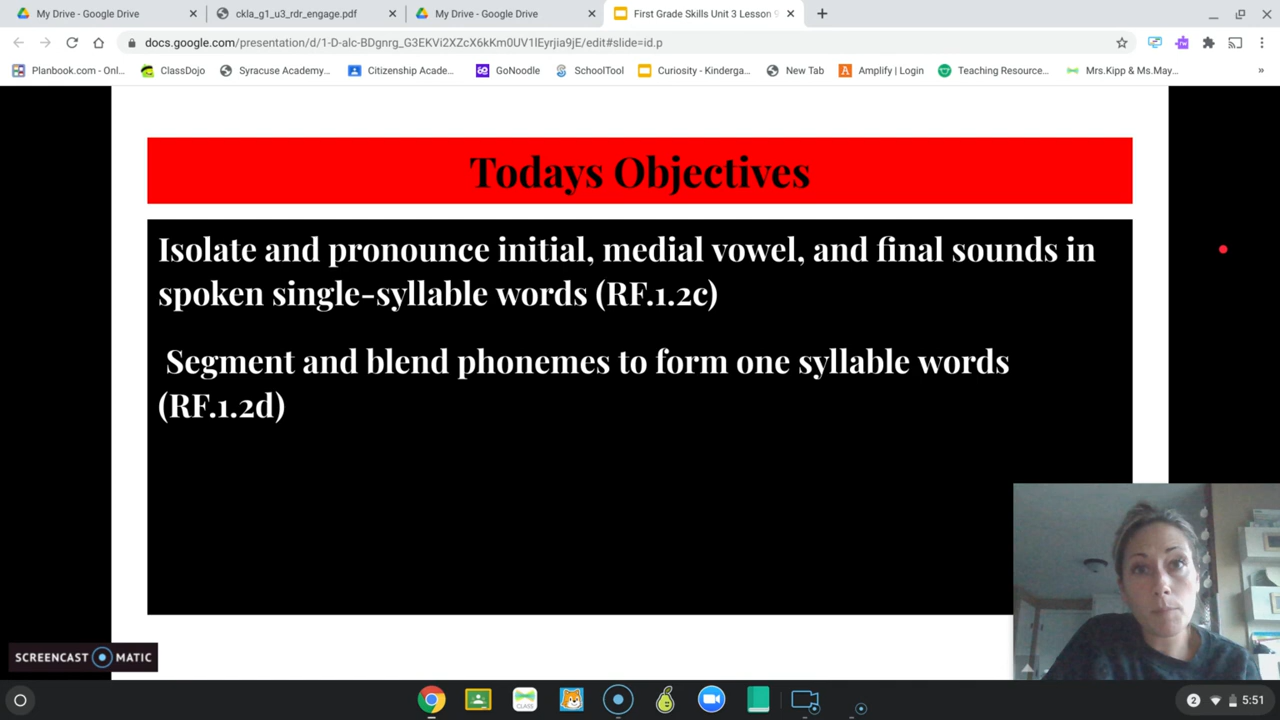 My Drive - Google Drive
ckla_g1_u3_rdr_engage.pdf
My Drive - Google Drive
First Grade Skills Unit 3 Lesson 9
docs.google.com/presentation/d/1-D-alc-BDgnrg_G3EKVi2XZcX6kKm0UV1lEyrjia9jE/edit#slide=id.p
Planbook.com - Onl...
ClassDojo
Syracuse Academy...
Citizenship Acade...
GoNoodle
SchoolTool
Curiosity - Kinderga...
New Tab
Amplify | Login
Teaching Resource...
Mrs.Kipp & Ms.May...
Todays Objectives
Isolate and pronounce initial, medial vowel, and final sounds in
spoken single-syllable words (RF.1.2c)
Segment and blend phonemes to form one syllable words
(RF.1.2d)
SCREENCAST MATIC
CLASS
2 5:51